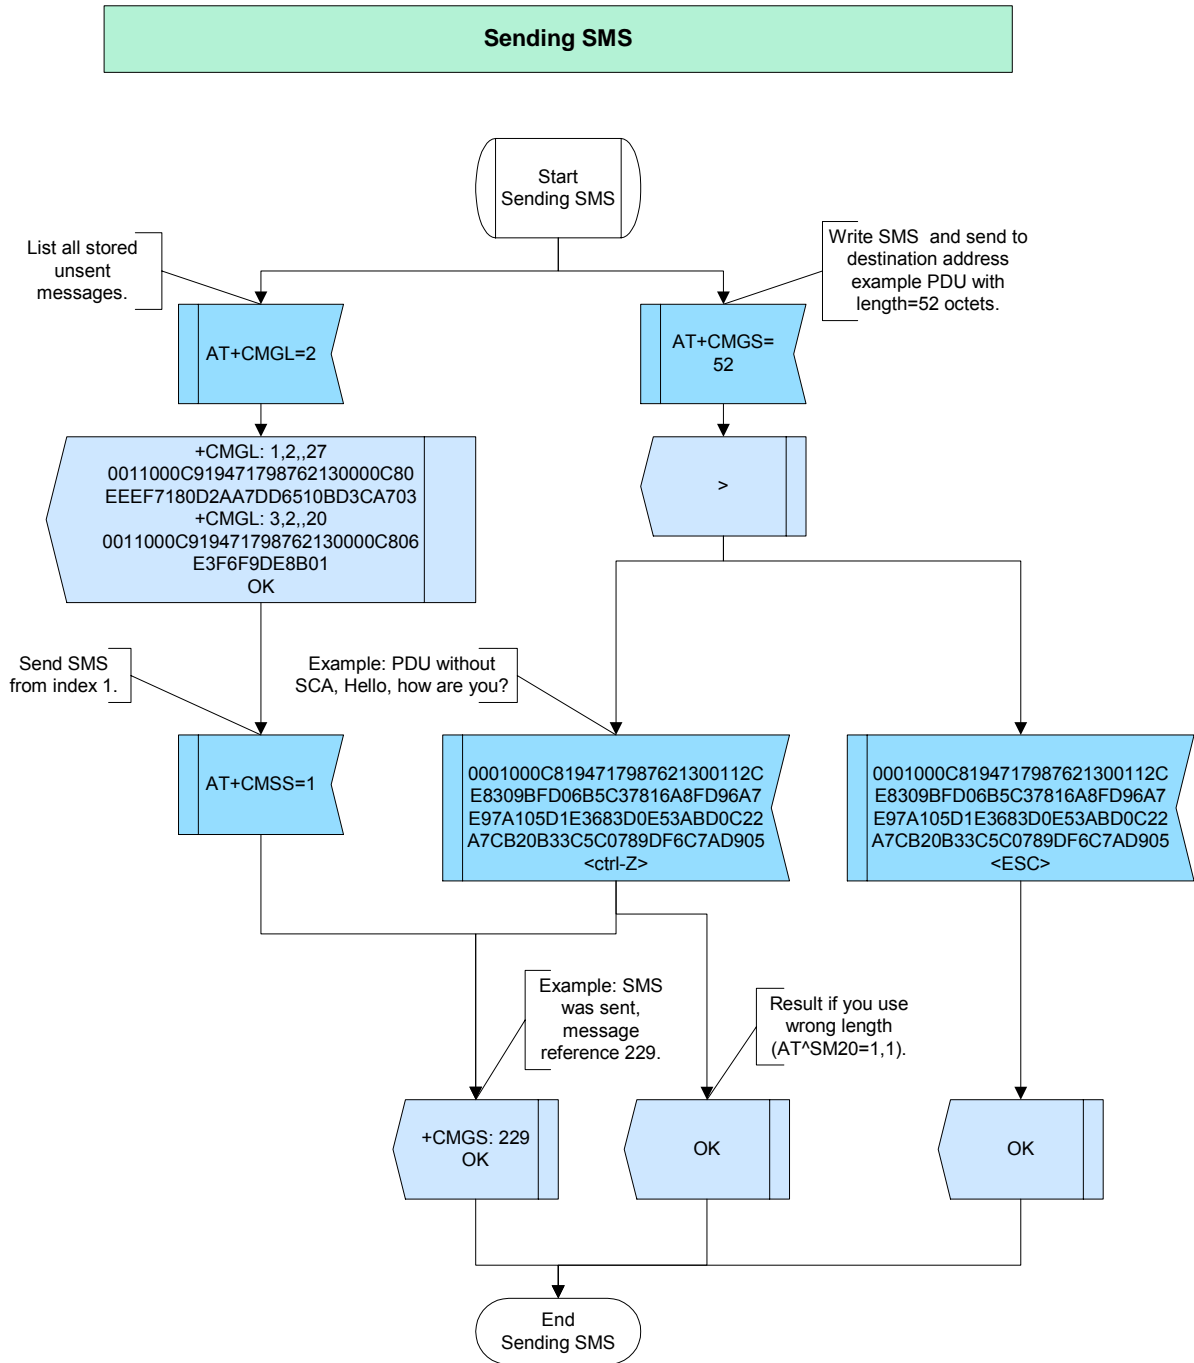 Sending SMS
Start
Sending SMS
List all stored
unsent
messages.
Write SMS  and send to
destination address
example PDU with
length=52 octets.
AT+CMGL=2
AT+CMGS=
52
+CMGL: 1,2,,27
0011000C919471798762130000C80
EEEF7180D2AA7DD6510BD3CA703
+CMGL: 3,2,,20
0011000C919471798762130000C806
E3F6F9DE8B01
OK
>
Send SMS
from index 1.
Example: PDU without
SCA, Hello, how are you?
AT+CMSS=1
0001000C8194717987621300112C
E8309BFD06B5C37816A8FD96A7
E97A105D1E3683D0E53ABD0C22
A7CB20B33C5C0789DF6C7AD905
<ctrl-Z>
0001000C8194717987621300112C
E8309BFD06B5C37816A8FD96A7
E97A105D1E3683D0E53ABD0C22
A7CB20B33C5C0789DF6C7AD905
<ESC>
Example: SMS
was sent,
message
reference 229.
Result if you use
wrong length
(AT^SM20=1,1).
+CMGS: 229
OK
OK
OK
End
Sending SMS